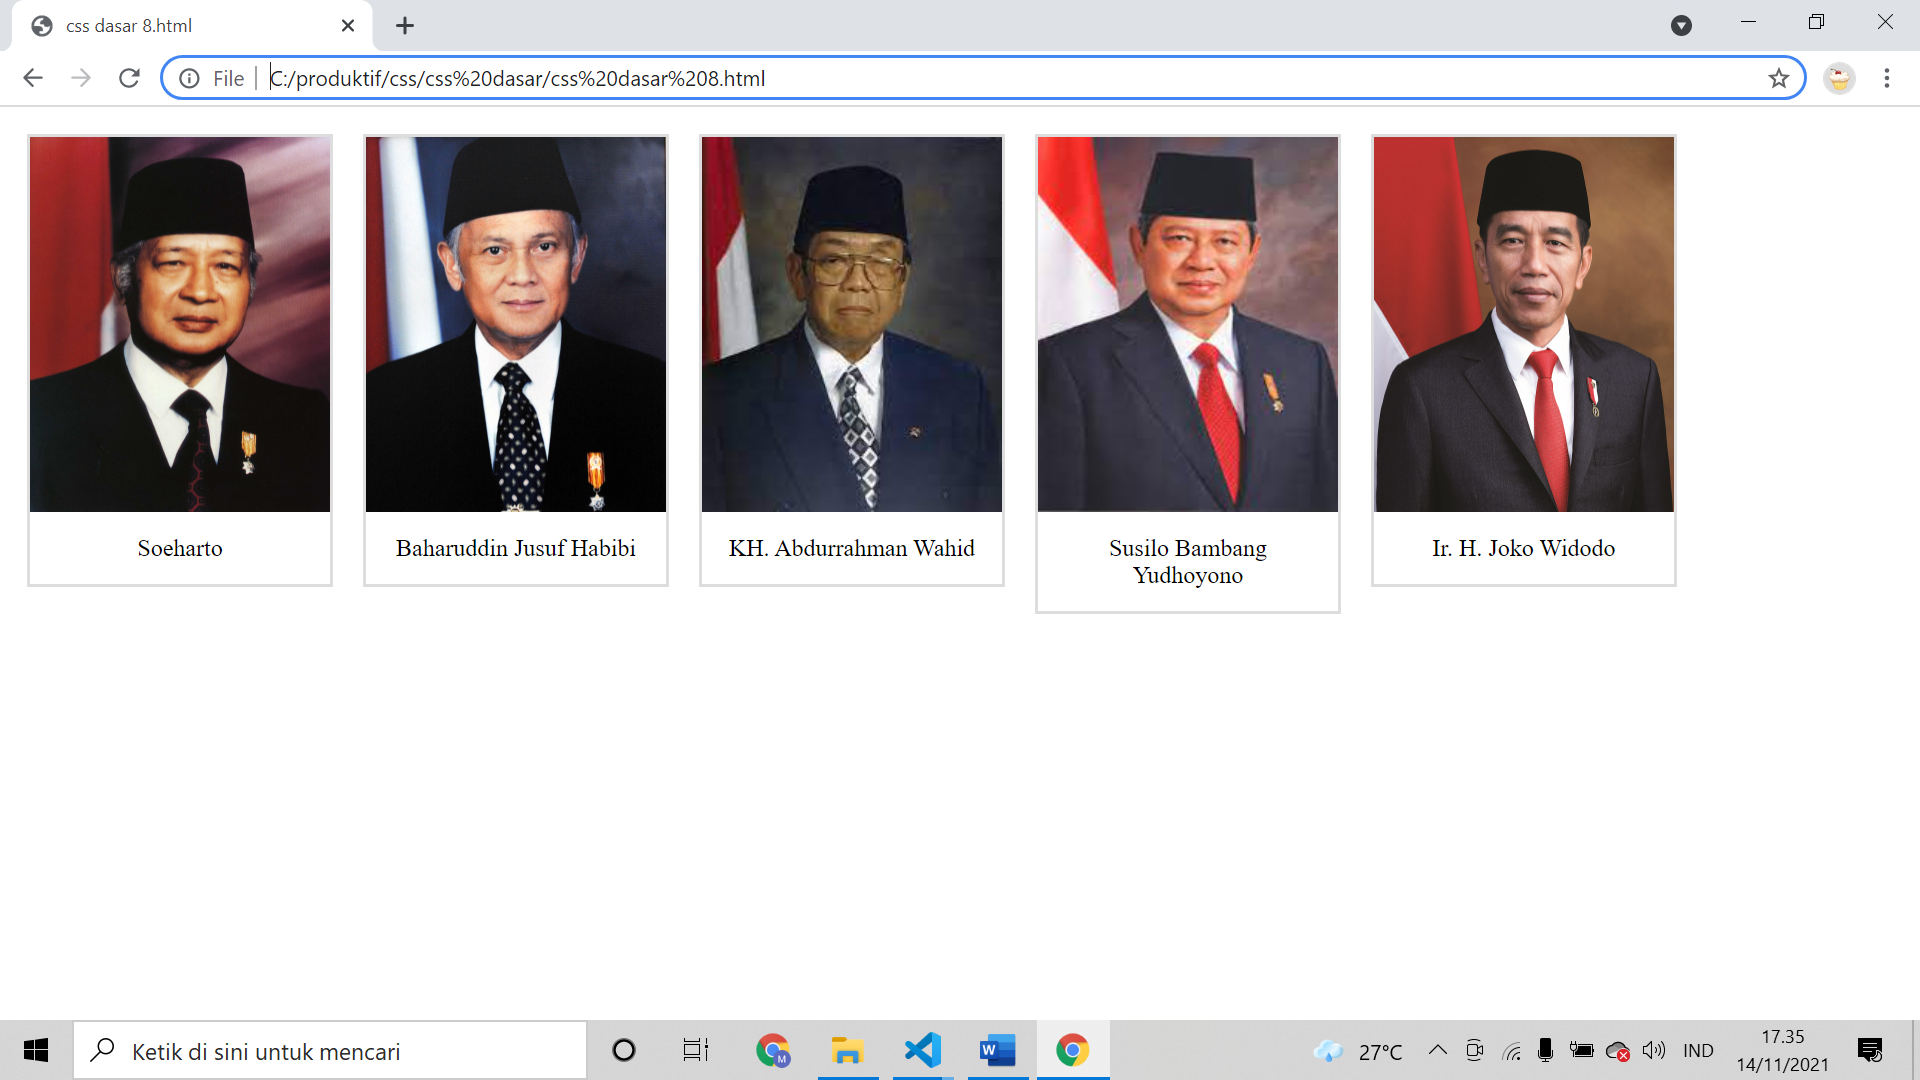 css dasar 8.html
File
C:/produktif/css/css%20dasar/css%20dasar%208.html
Soeharto
Baharuddin Jusuf Habibi
KH. Abdurrahman Wahid
Susilo Bambang
Yudhoyono
Ir. H. Joko Widodo
Ketik di sini untuk mencari
M
W
27°C
IND
17.35
14/11/2021